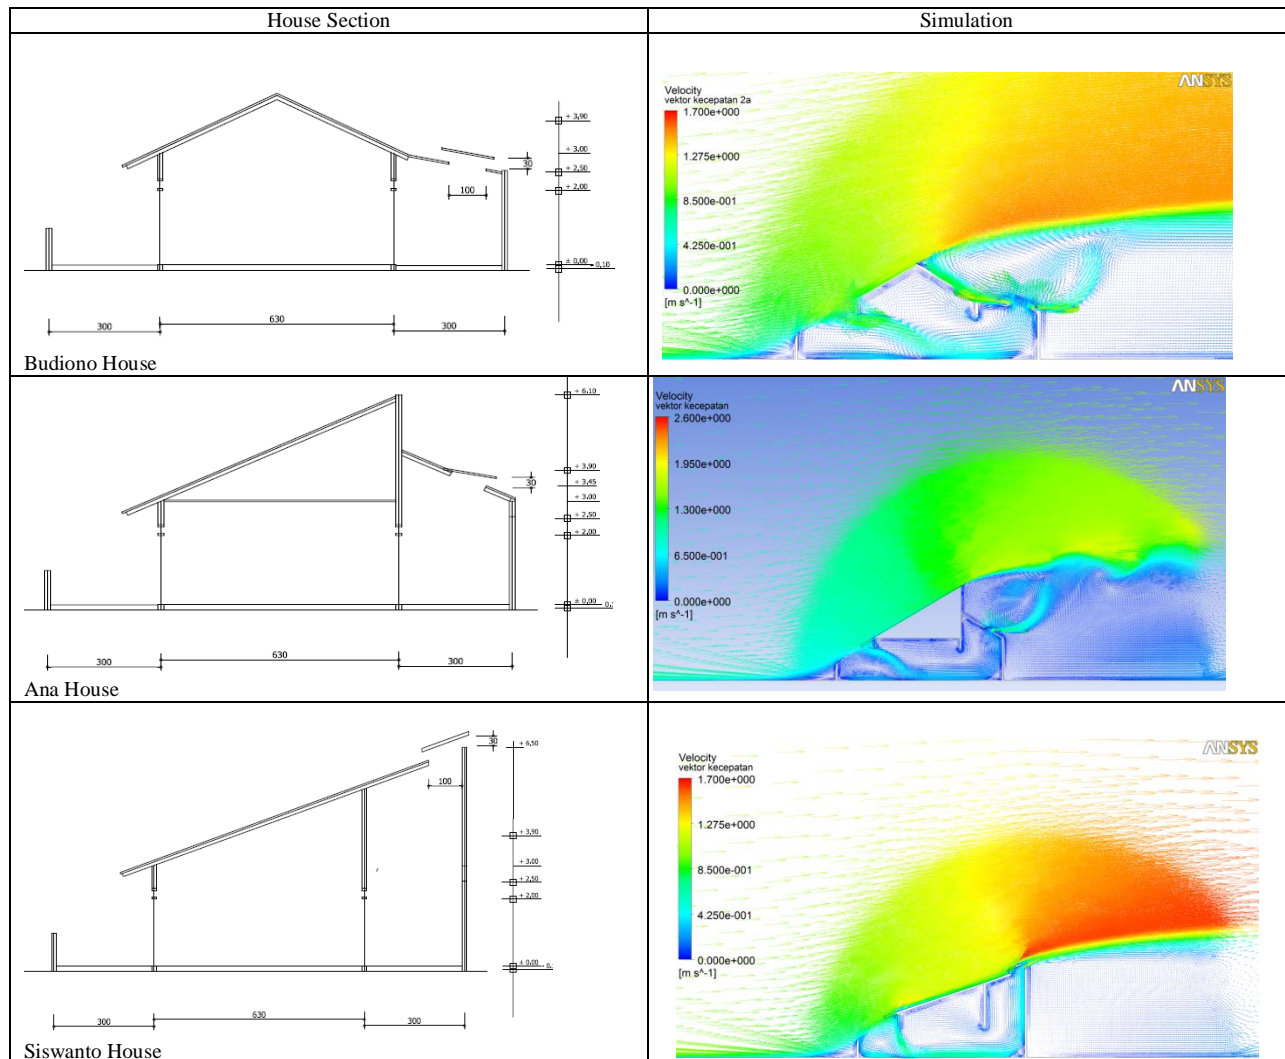 House Section
Simulation
+ 3,90
+ 3.00
30
+ 2,50
100
+ 2,00
± 0,00
- 0,10
300
630
300
Budiono House
ANSYS
Velocity
vektor kecepatan 2a
1.700e+000
1.275e+000
8.500e-001
4.250e-001
0.000e+000
[m s^-1]
+ 6,10
+ 3,90
+ 3,45
30
+ 3.00
+ 2,50
+ 2,00
± 0,00
300
630
300
Ana House
ANSYS
Velocity
vektor kecepatan
2.600e+000
1.950e+000
1.300e+000
6.500e-001
0.000e+000
[m s^-1]
30
+ 6,50
100
+ 3,90
+ 3.00
+ 2,50
+ 2,00
± 0,00
300
630
300
Siswanto House
ANSYS
Velocity
vektor kecepatan
1.700e+000
1.275e+000
8.500e-001
4.250e-001
0.000e+000
[m s^-1]